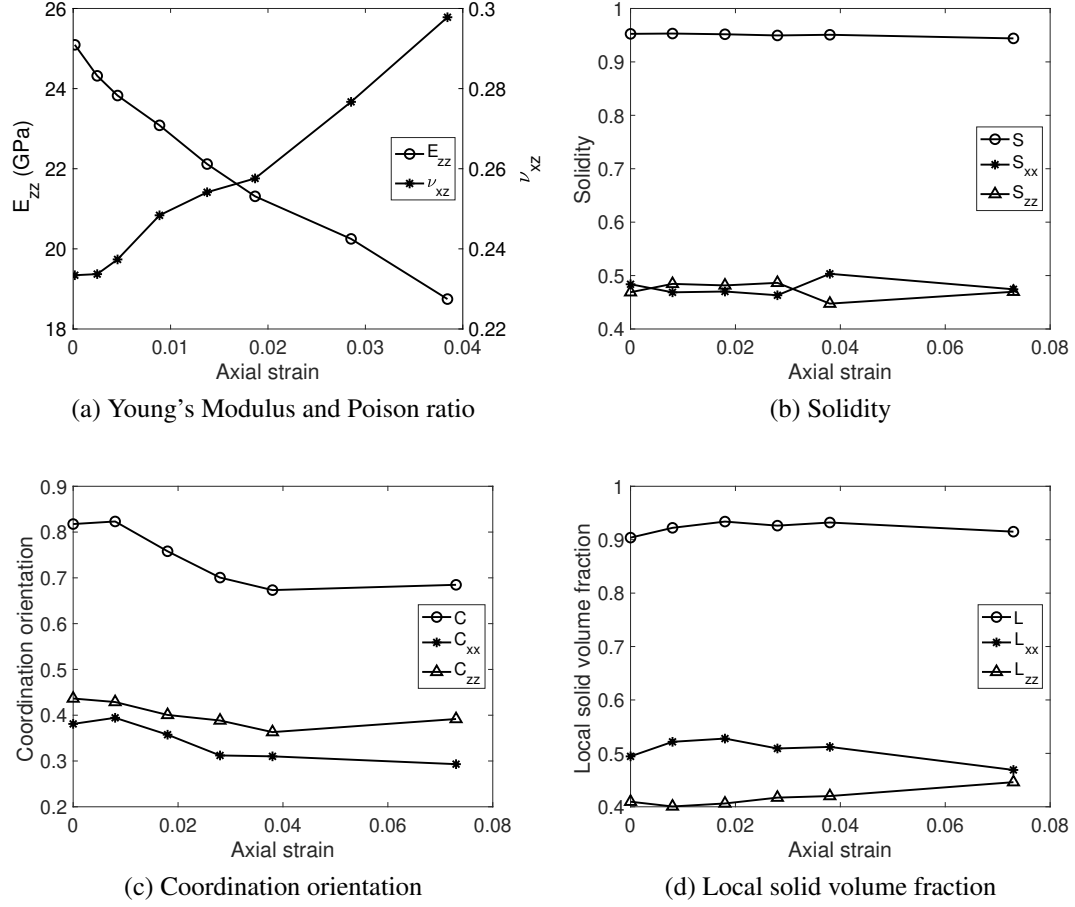 26
24
22
20
18
0.3
0.28
0.26
0.24
0.22
0 0.01 0.02 0.03 0.04
E_zz (GPa)
ν_xz
Axial strain
E_zz
ν_xz
(a) Young's Modulus and Poison ratio
1
0.9
0.8
0.7
0.6
0.5
0.4
0 0.02 0.04 0.06 0.08
Solidity
Axial strain
S
S_xx
S_zz
(b) Solidity
0.9
0.8
0.7
0.6
0.5
0.4
0.3
0.2
0 0.02 0.04 0.06 0.08
Coordination orientation
Axial strain
C
C_xx
C_zz
(c) Coordination orientation
1
0.9
0.8
0.7
0.6
0.5
0.4
0 0.02 0.04 0.06 0.08
Local solid volume fraction
Axial strain
L
L_xx
L_zz
(d) Local solid volume fraction